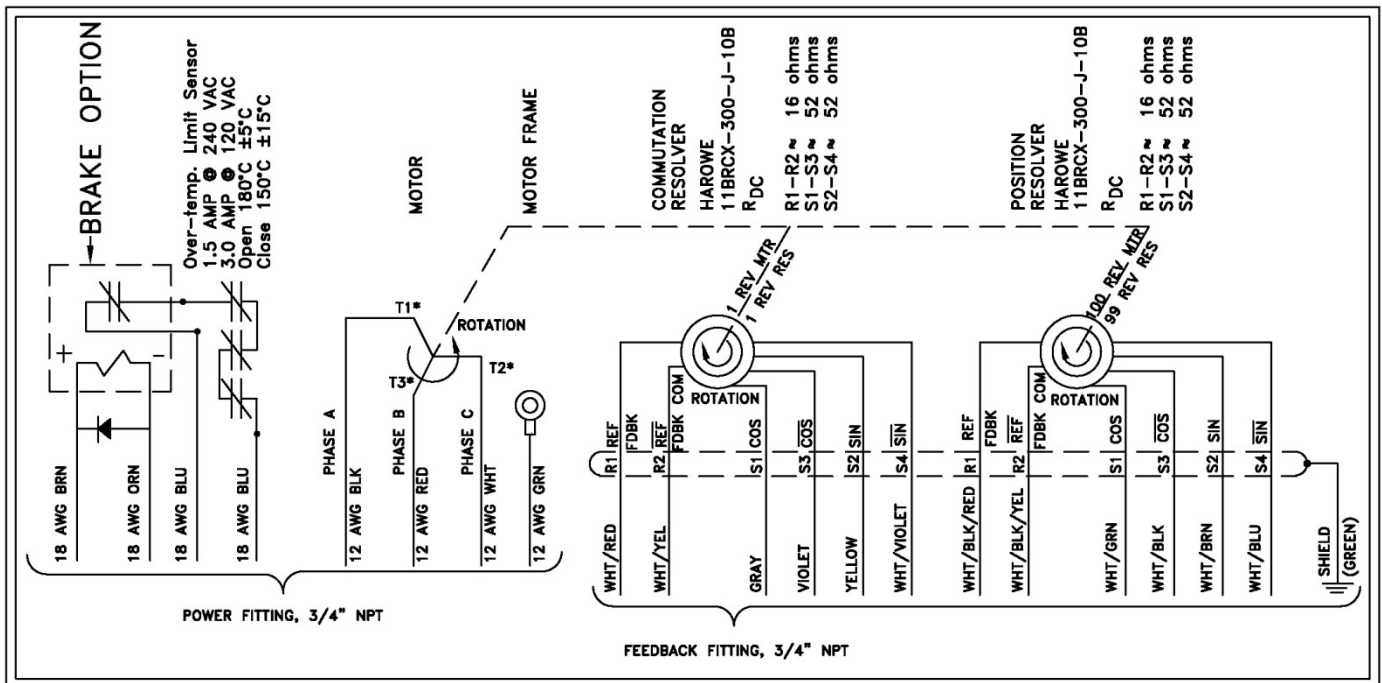 BRAKE OPTION
Over-temp. Limit Sensor
1.5 AMP @ 240 VAC
3.0 AMP @ 120 VAC
Open 180°C ±5°C
Close 150°C ±15°C
MOTOR
MOTOR FRAME
COMMUTATION
RESOLVER
HAROWE
11BRCX-300-J-10B
RDC
R1-R2≈ 16 ohms
S1-S3≈ 52 ohms
S2-S4≈ 52 ohms
POSITION
RESOLVER
HAROWE
11BRCX-300-J-10B
RDC
R1-R2≈ 16 ohms
S1-S3≈ 52 ohms
S2-S4≈ 52 ohms
+ -
T1*
ROTATION
T2*
T3*
1 REV MTR
1 REV RES
100 REV MTR
99 REV RES
ROTATION
ROTATION
PHASE A
PHASE B
PHASE C
18 AWG BRN
18 AWG ORN
18 AWG BLU
18 AWG BLU
12 AWG BLK
12 AWG RED
12 AWG WHT
12 AWG GRN
R1 REF
FDBK
R2 REF
FDBK COM
S1 COS
S3 COS
S2 SIN
S4 SIN
R1 REF
FDBK
R2 REF
FDBK COM
S1 COS
S3 COS
S2 SIN
S4 SIN
WHT/RED
WHT/YEL
GRAY
VIOLET
YELLOW
WHT/VIOLET
WHT/BLK/RED
WHT/BLK/YEL
WHT/GRN
WHT/BLK
WHT/BRN
WHT/BLU
SHIELD
(GREEN)
POWER FITTING, 3/4" NPT
FEEDBACK FITTING, 3/4" NPT